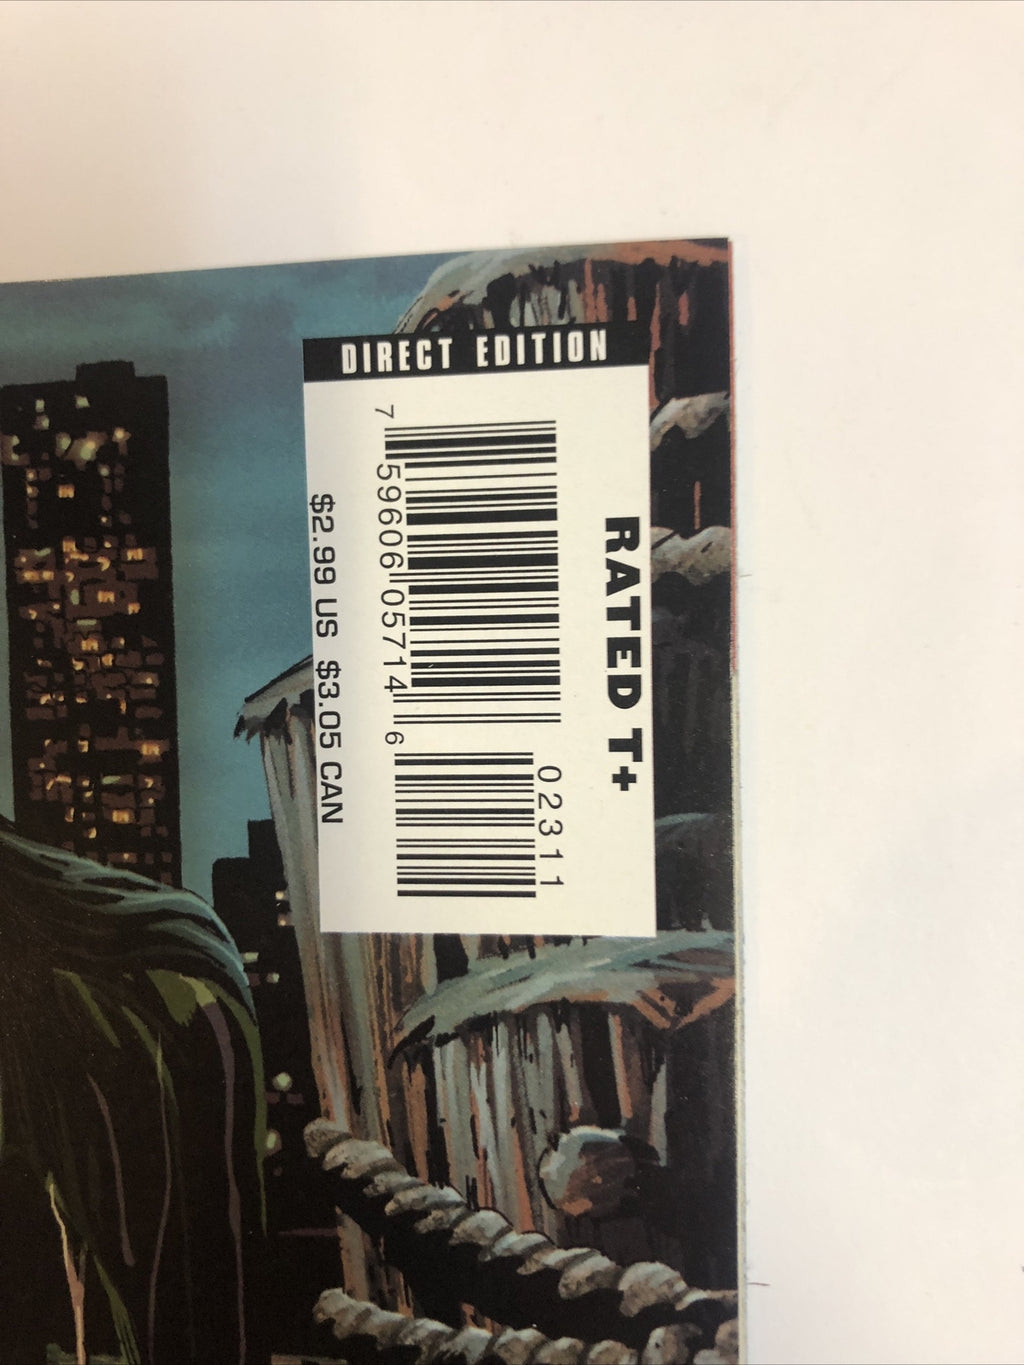 DIRECT EDITION
RATED T+
02311
7 59606 05714 6
$2.99 US $3.05 CAN